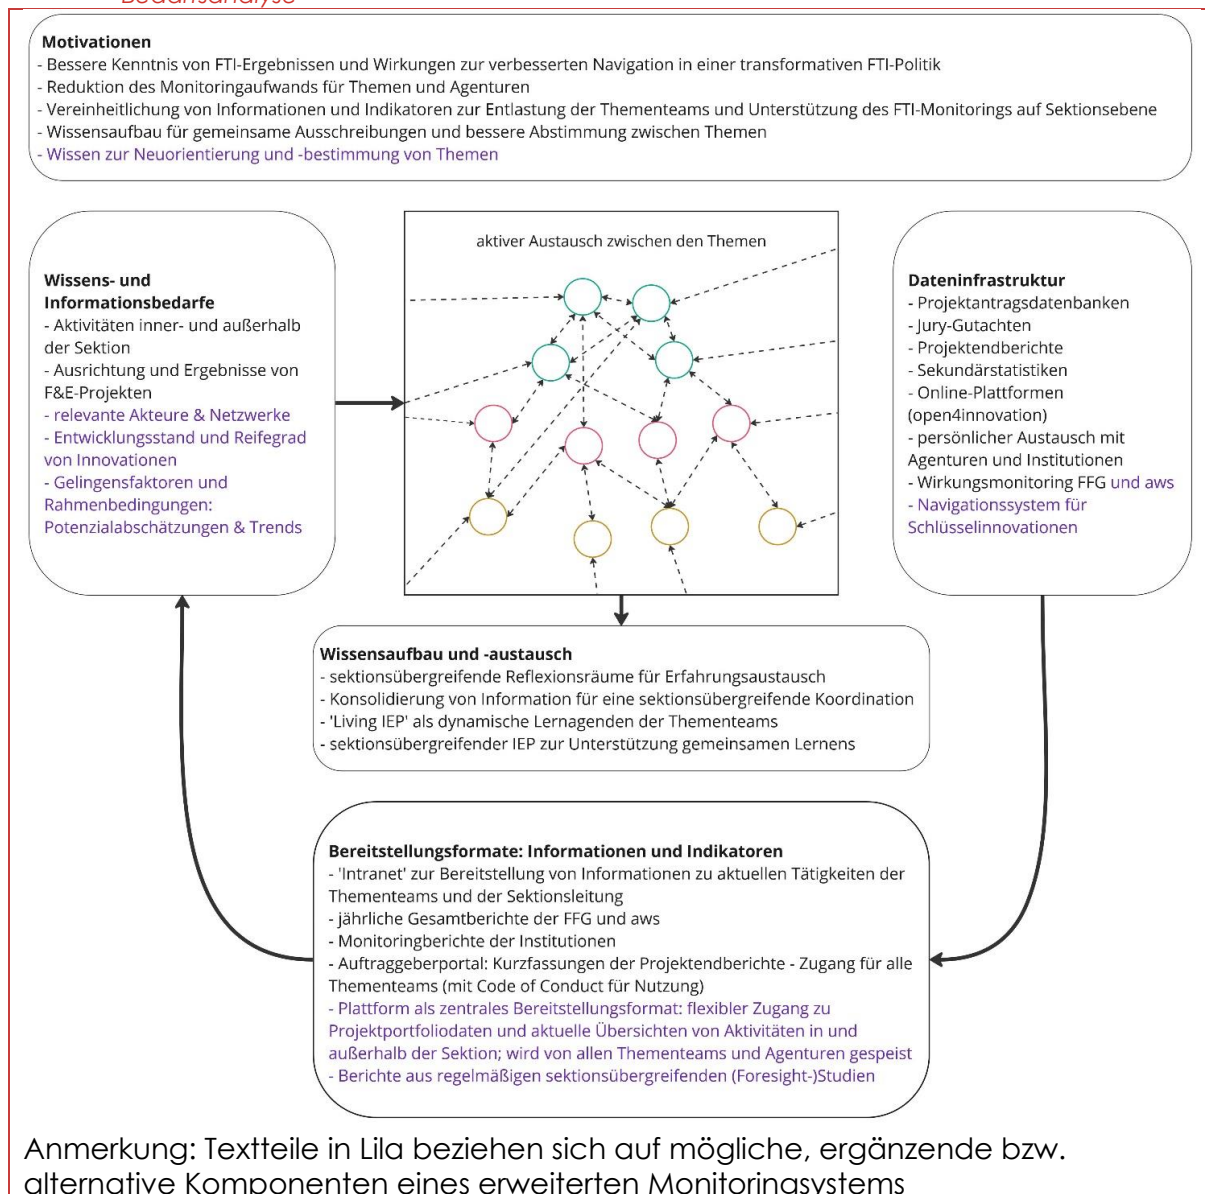 Bedarfsanalyse
Motivationen
- Bessere Kenntnis von FTI-Ergebnissen und Wirkungen zur verbesserten Navigation in einer transformativen FTI-Politik
- Reduktion des Monitoringaufwands für Themen und Agenturen
- Vereinheitlichung von Informationen und Indikatoren zur Entlastung der Thementeams und Unterstützung des FTI-Monitorings auf Sektionsebene
- Wissensaufbau für gemeinsame Ausschreibungen und bessere Abstimmung zwischen Themen
- Wissen zur Neuorientierung und -bestimmung von Themen
Wissens- und
Informationsbedarfe
- Aktivitäten inner- und außerhalb
der Sektion
- Ausrichtung und Ergebnisse von
F&E-Projekten
- relevante Akteure & Netzwerke
- Entwicklungsstand und Reifegrad
von Innovationen
- Gelingensfaktoren und
Rahmenbedingungen:
Potenzialabschätzungen & Trends
aktiver Austausch zwischen den Themen
Dateninfrastruktur
- Projektantragsdatenbanken
- Jury-Gutachten
- Projektendberichte
- Sekundärstatistiken
- Online-Plattformen
(open4innovation)
- persönlicher Austausch mit
Agenturen und Institutionen
- Wirkungsmonitoring FFG und aws
- Navigationssystem für
Schlüsselinnovationen
Wissensaufbau und -austausch
- sektionsübergreifende Reflexionsräume für Erfahrungsaustausch
- Konsolidierung von Information für eine sektionsübergreifende Koordination
- 'Living IEP' als dynamische Lernagenden der Thementeams
- sektionsübergreifender IEP zur Unterstützung gemeinsamen Lernens
Bereitstellungsformate: Informationen und Indikatoren
- 'Intranet' zur Bereitstellung von Informationen zu aktuellen Tätigkeiten der
Thementeams und der Sektionsleitung
- jährliche Gesamtberichte der FFG und aws
- Monitoringberichte der Institutionen
- Auftraggeberportal: Kurzfassungen der Projektendberichte - Zugang für alle
Thementeams (mit Code of Conduct für Nutzung)
- Plattform als zentrales Bereitstellungsformat: flexibler Zugang zu
Projektportfoliodaten und aktuelle Übersichten von Aktivitäten in und
außerhalb der Sektion; wird von allen Thementeams und Agenturen gespeist
- Berichte aus regelmäßigen sektionsübergreifenden (Foresight-)Studien
Anmerkung: Textteile in Lila beziehen sich auf mögliche, ergänzende bzw.
alternative Komponenten eines erweiterten Monitoringsystems